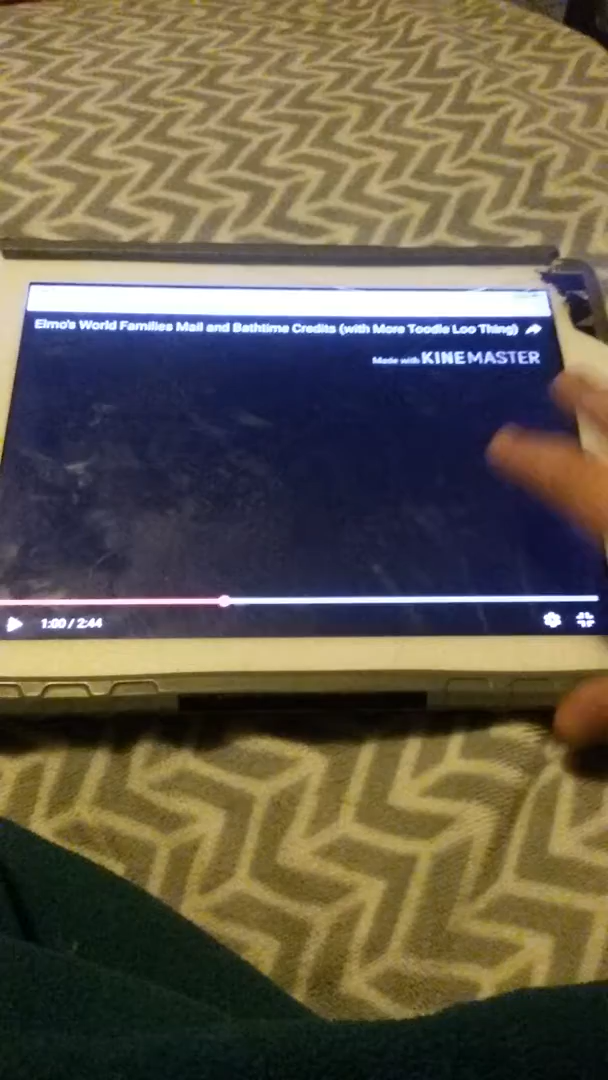 Elmo's World Families Mail and Bathtime Credits (with More Toodle Loo Thing)
Made with KINEMASTER
1:00 / 2:44